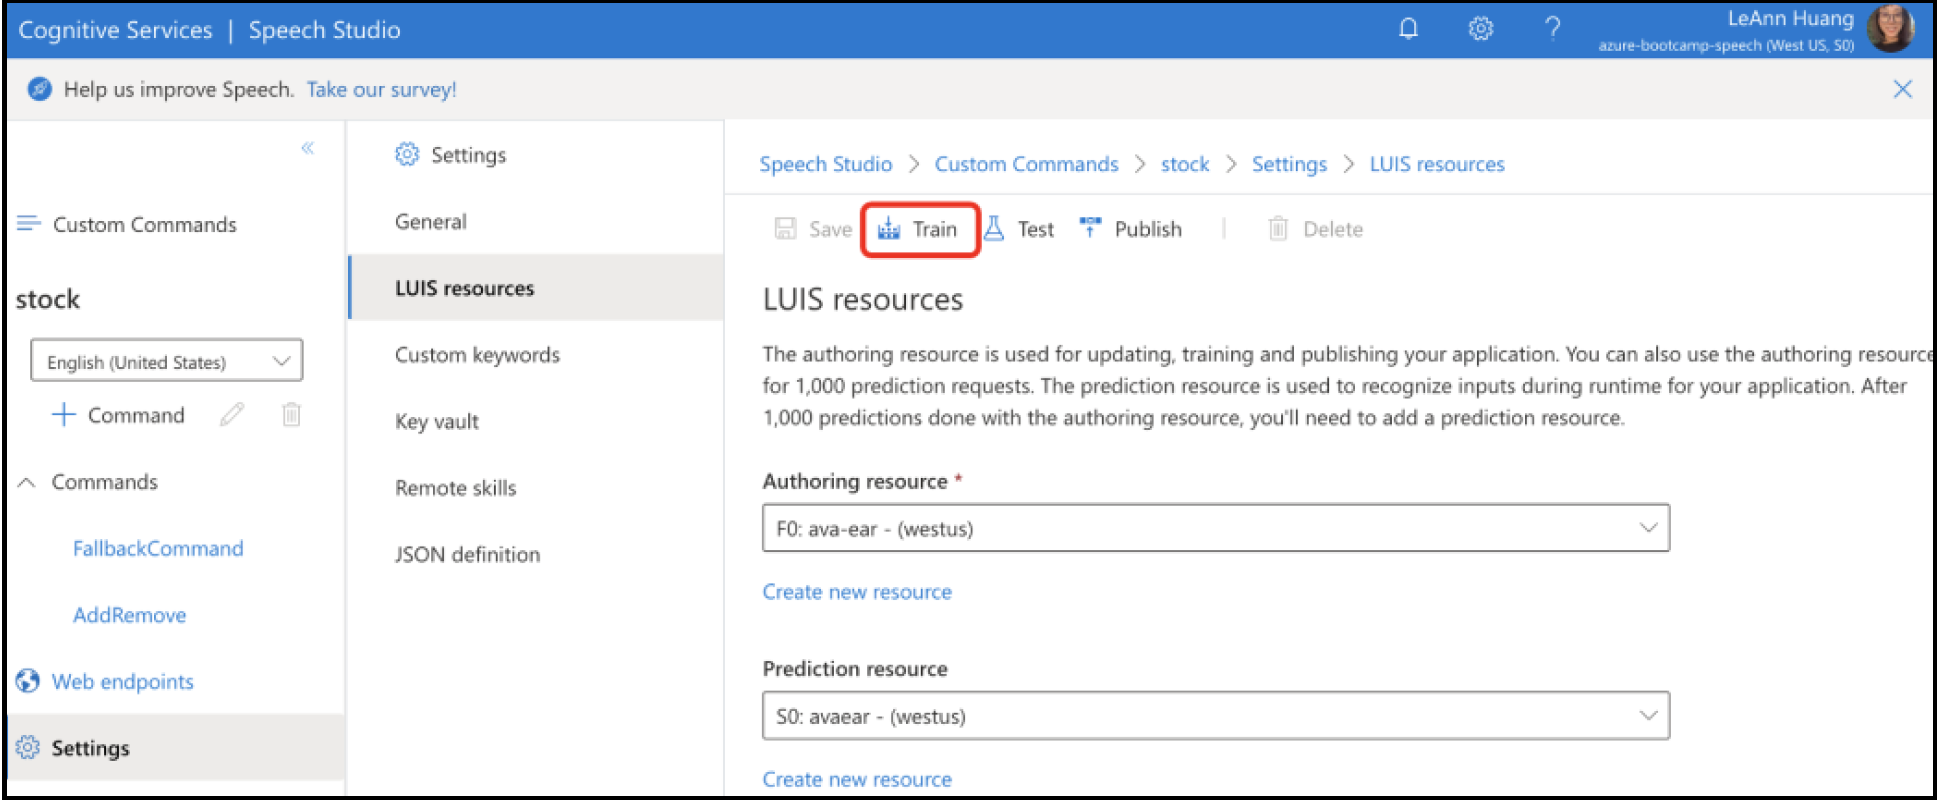 Cognitive Services | Speech Studio
LeAnn Huang
azure-bootcamp-speech (West US, S0)
Help us improve Speech. Take our survey!
Custom Commands
stock
English (United States)
Command
Commands
FallbackCommand
AddRemove
Web endpoints
Settings
Settings
General
LUIS resources
Custom keywords
Key vault
Remote skills
JSON definition
Speech Studio > Custom Commands > stock > Settings > LUIS resources
Save Train Test Publish | Delete
LUIS resources
The authoring resource is used for updating, training and publishing your application. You can also use the authoring resource
for 1,000 prediction requests. The prediction resource is used to recognize inputs during runtime for your application. After
1,000 predictions done with the authoring resource, you'll need to add a prediction resource.
Authoring resource *
F0: ava-ear - (westus)
Create new resource
Prediction resource
S0: avaear - (westus)
Create new resource